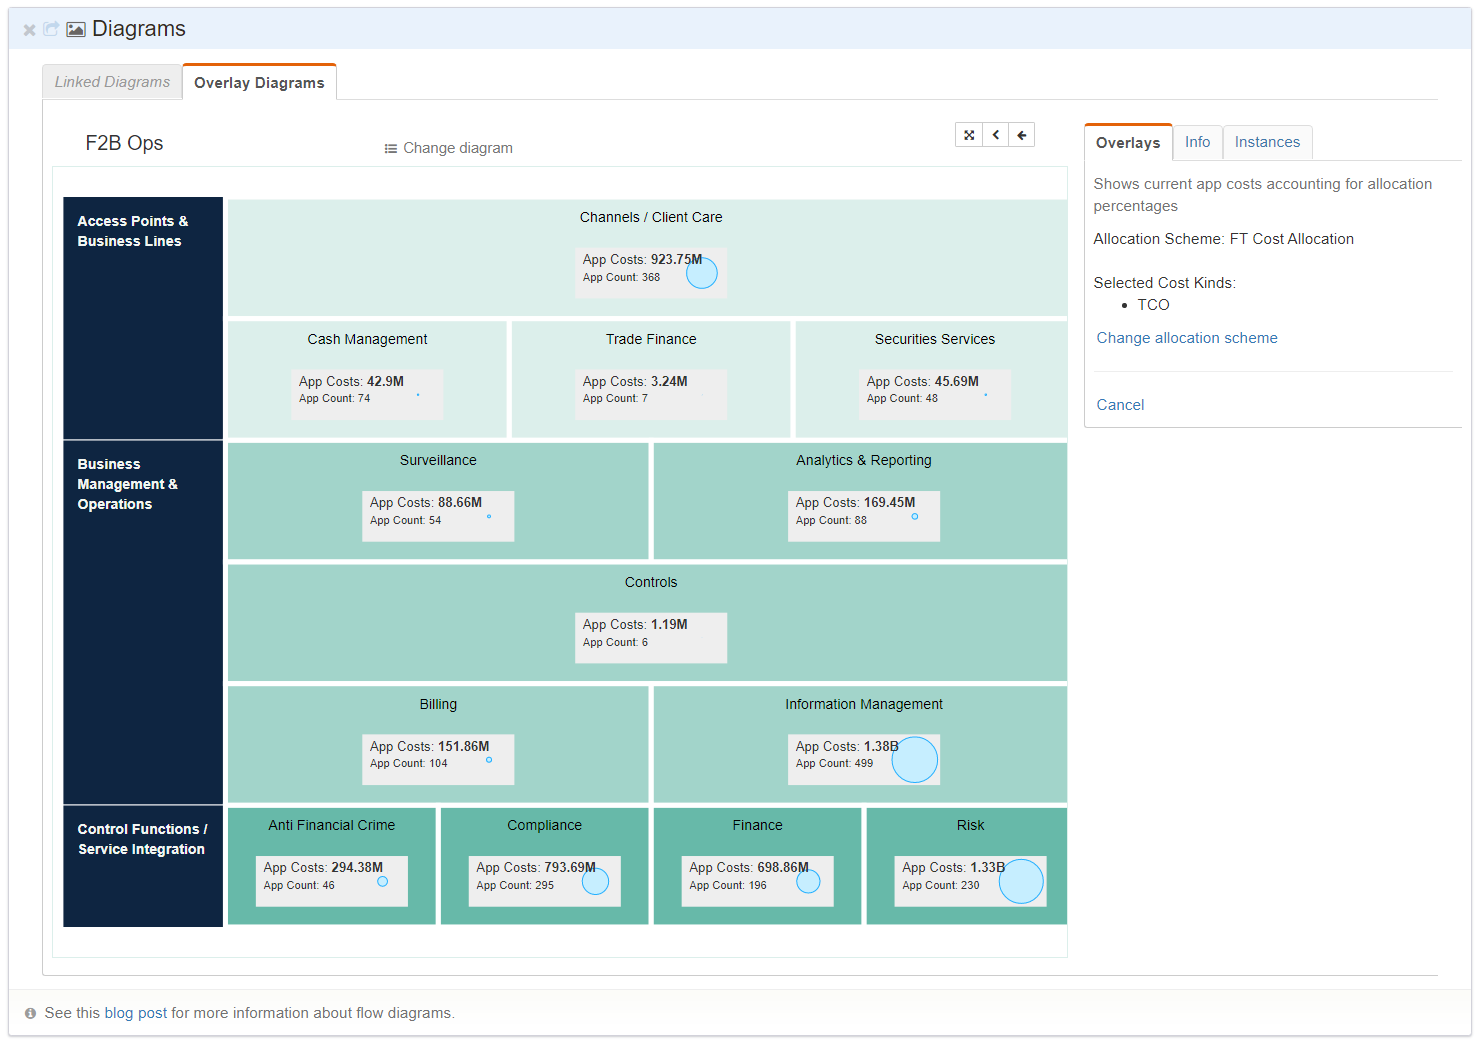 Diagrams
Linked Diagrams
Overlay Diagrams
F2B Ops
Change diagram
Access Points &
Business Lines
Channels / Client Care
App Costs: 923.75M
App Count: 368
Cash Management
App Costs: 42.9M
App Count: 74
Trade Finance
App Costs: 3.24M
App Count: 7
Securities Services
App Costs: 45.69M
App Count: 48
Business
Management &
Operations
Surveillance
App Costs: 88.66M
App Count: 54
Analytics & Reporting
App Costs: 169.45M
App Count: 88
Controls
App Costs: 1.19M
App Count: 6
Billing
App Costs: 151.86M
App Count: 104
Information Management
App Costs: 1.38B
App Count: 499
Control Functions /
Service Integration
Anti Financial Crime
App Costs: 294.38M
App Count: 46
Compliance
App Costs: 793.69M
App Count: 295
Finance
App Costs: 698.86M
App Count: 196
Risk
App Costs: 1.33B
App Count: 230
Overlays
Info
Instances
Shows current app costs accounting for allocation
percentages
Allocation Scheme: FT Cost Allocation
Selected Cost Kinds:
• TCO
Change allocation scheme
Cancel
See this blog post for more information about flow diagrams.